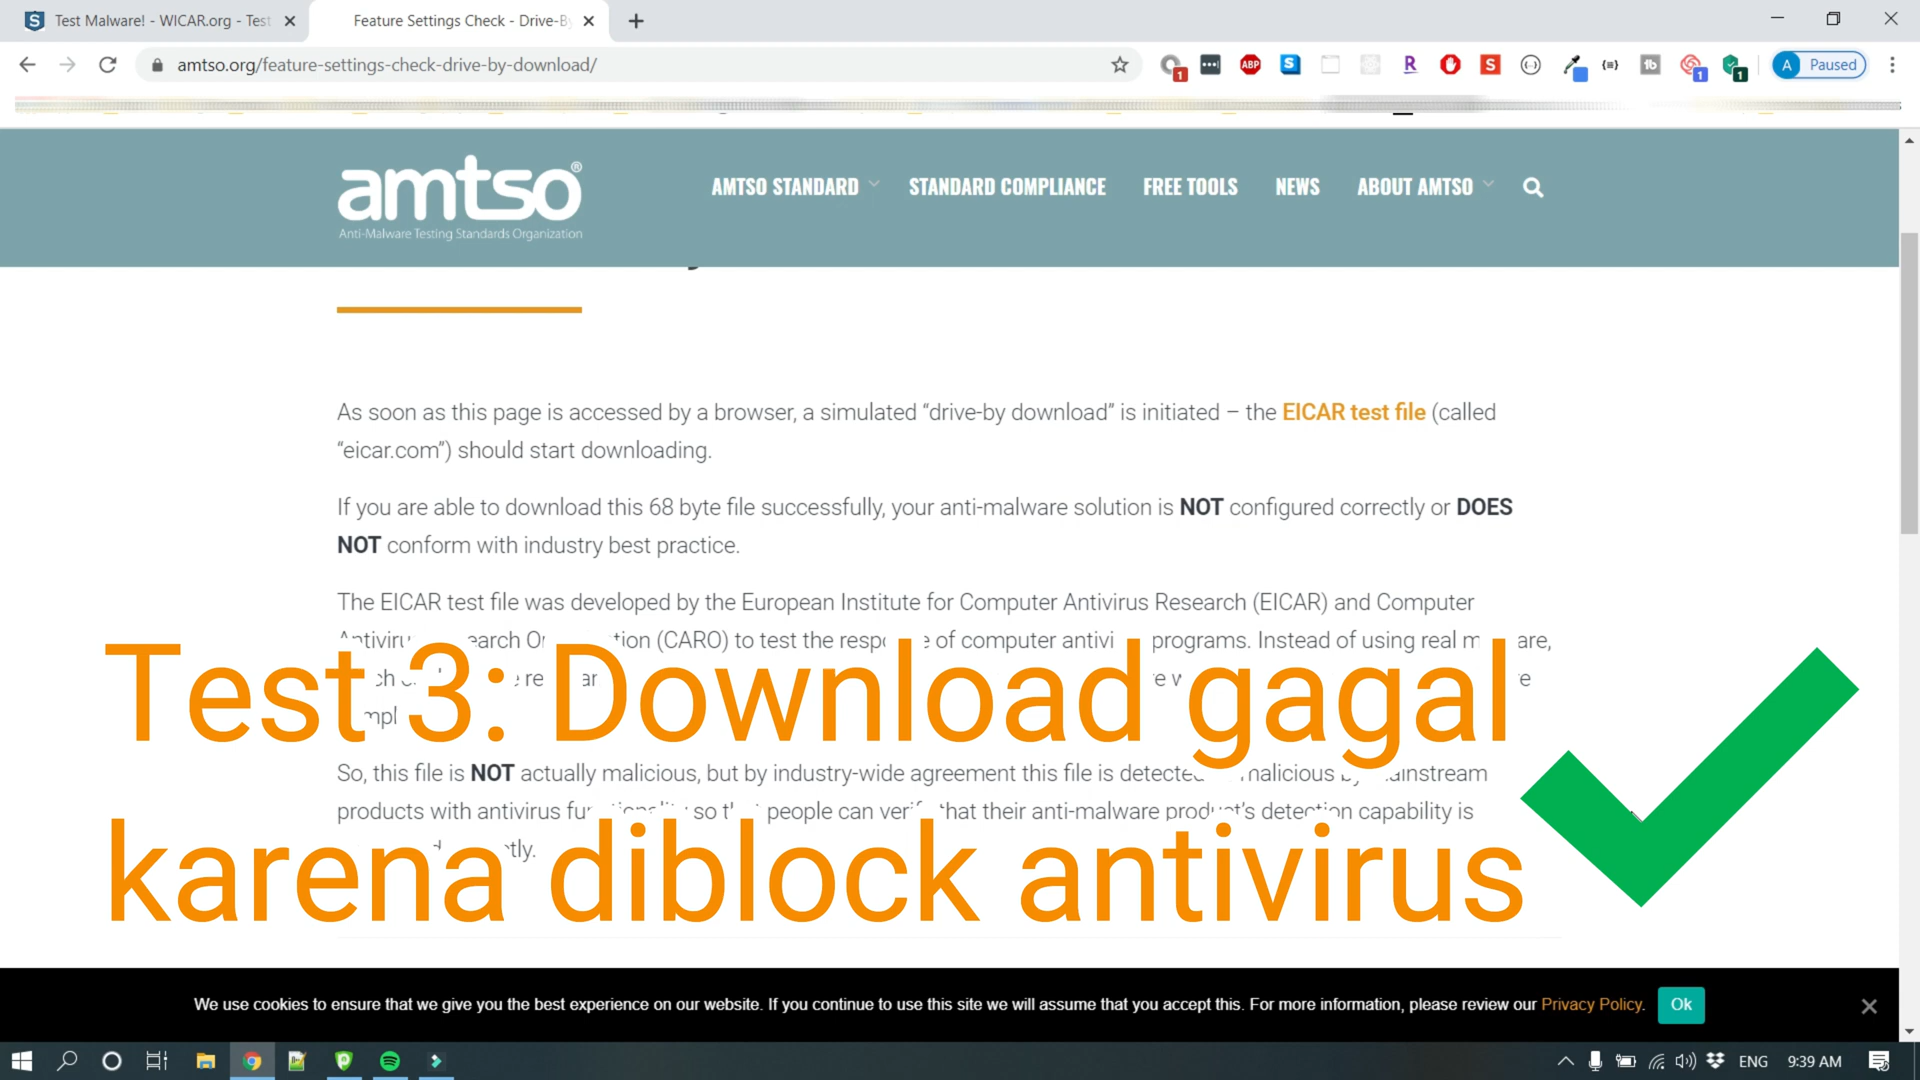 Test Malware! - WICAR.org - Test
Feature Settings Check - Drive-B
amtso.org/feature-settings-check-drive-by-download/
Paused
amtso®
Anti-Malware Testing Standards Organization
AMTSO STANDARD
STANDARD COMPLIANCE
FREE TOOLS
NEWS
ABOUT AMTSO
As soon as this page is accessed by a browser, a simulated “drive-by download” is initiated – the EICAR test file (called
“eicar.com”) should start downloading.
If you are able to download this 68 byte file successfully, your anti-malware solution is NOT configured correctly or DOES
NOT conform with industry best practice.
The EICAR test file was developed by the European Institute for Computer Antivirus Research (EICAR) and Computer
(CARO) to test the of computer programs. Instead of using real
Test 3: Download gagal
So, this file is NOT actually malicious, but by industry-wide agreement this file is
products with antivirus people can that their anti-malware detection capability is
karena diblock antivirus
We use cookies to ensure that we give you the best experience on our website. If you continue to use this site we will assume that you accept this. For more information, please review our Privacy Policy.
Ok
ENG
9:39 AM